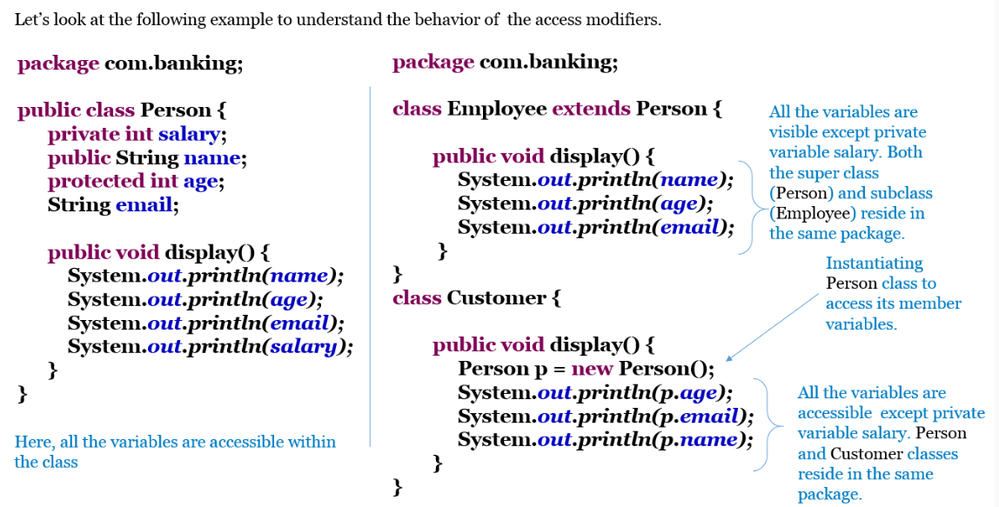 Let's look at the following example to understand the behavior of the access modifiers.
package com.banking;
public class Person {
private int salary;
public String name;
protected int age;
String email;
public void display() {
System.out.println(name);
System.out.println(age);
System.out.println(email);
System.out.println(salary);
}
}
Here, all the variables are accessible within
the class
package com.banking;
class Employee extends Person {
public void display() {
System.out.println(name);
System.out.println(age);
System.out.println(email);
}
}
class Customer {
public void display() {
Person p = new Person();
System.out.println(p.age);
System.out.println(p.email);
System.out.println(p.name);
}
}
All the variables are
visible except private
variable salary. Both
the super class
(Person) and subclass
(Employee) reside in
the same package.
Instantiating
Person class to
access its member
variables.
All the variables are
accessible except private
variable salary. Person
and Customer classes
reside in the same
package.